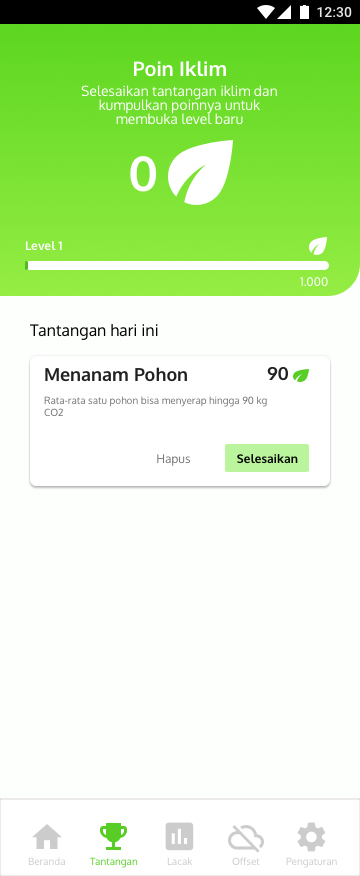 12:30
Poin Iklim
Selesaikan tantangan iklim dan
kumpulkan poinnya untuk
membuka level baru
0
Level 1
1.000
Tantangan hari ini
Menanam Pohon 90
Rata-rata satu pohon bisa menyerap hingga 90 kg
CO2
Hapus Selesaikan
Beranda Tantangan Lacak Offset Pengaturan